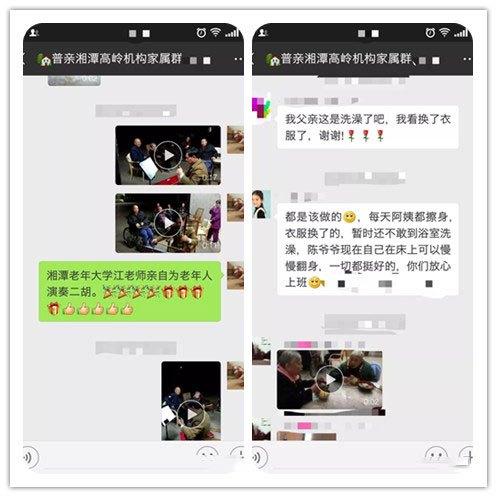 普亲湘潭高岭机构家属群
0:17
湘潭老年大学江老师亲自为老年人
演奏二胡。
普亲湘潭高岭机构家属群
我父亲这是洗澡了吧，我看换了衣
服了，谢谢!
都是该做的，每天阿姨都擦身，
衣服换了的，暂时还不敢到浴室洗
澡，陈爷爷现在自己在床上可以慢
慢翻身，一切都挺好的。你们放心
上班
0:02